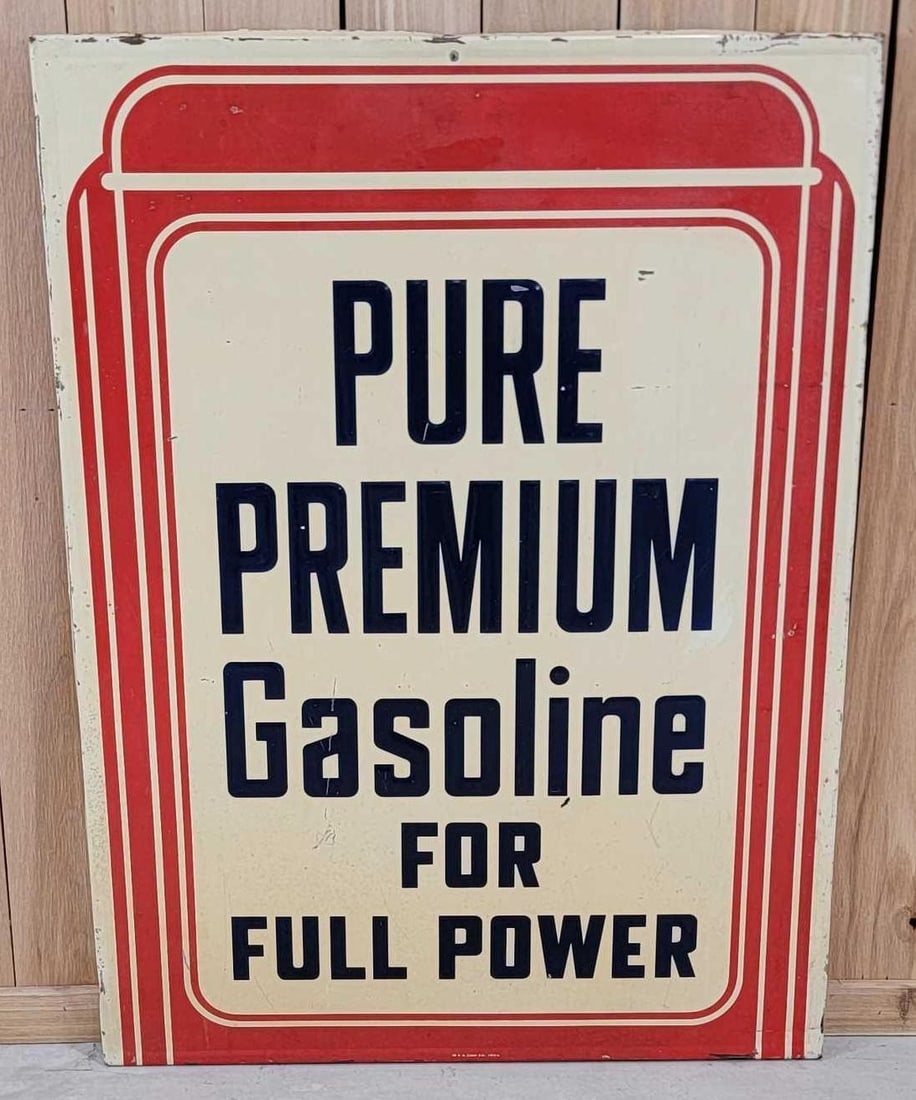 PURE
PREMIUM
Gasoline
FOR
FULL POWER